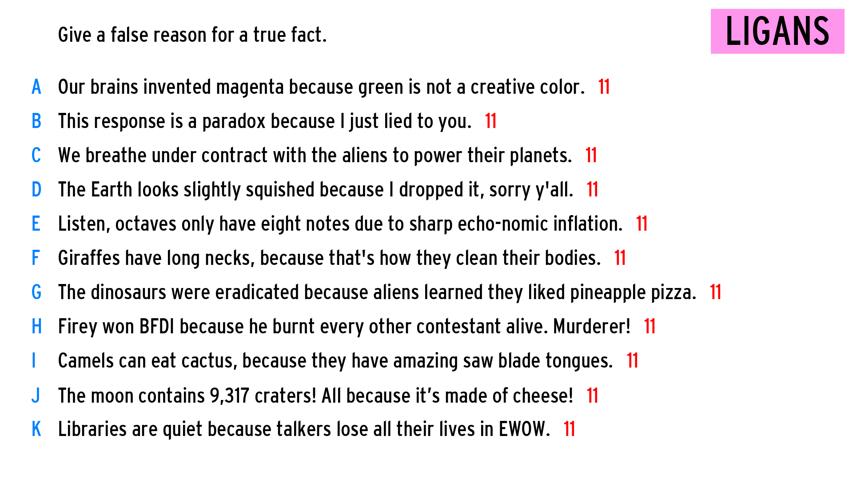 Give a false reason for a true fact.
LIGANS
A Our brains invented magenta because green is not a creative color. 11
B This response is a paradox because I just lied to you. 11
C We breathe under contract with the aliens to power their planets. 11
D The Earth looks slightly squished because I dropped it, sorry y'all. 11
E Listen, octaves only have eight notes due to sharp echo-nomic inflation. 11
F Giraffes have long necks, because that's how they clean their bodies. 11
G The dinosaurs were eradicated because aliens learned they liked pineapple pizza. 11
H Firey won BFDI because he burnt every other contestant alive. Murderer! 11
I Camels can eat cactus, because they have amazing saw blade tongues. 11
J The moon contains 9,317 craters! All because it’s made of cheese! 11
K Libraries are quiet because talkers lose all their lives in EWOW. 11